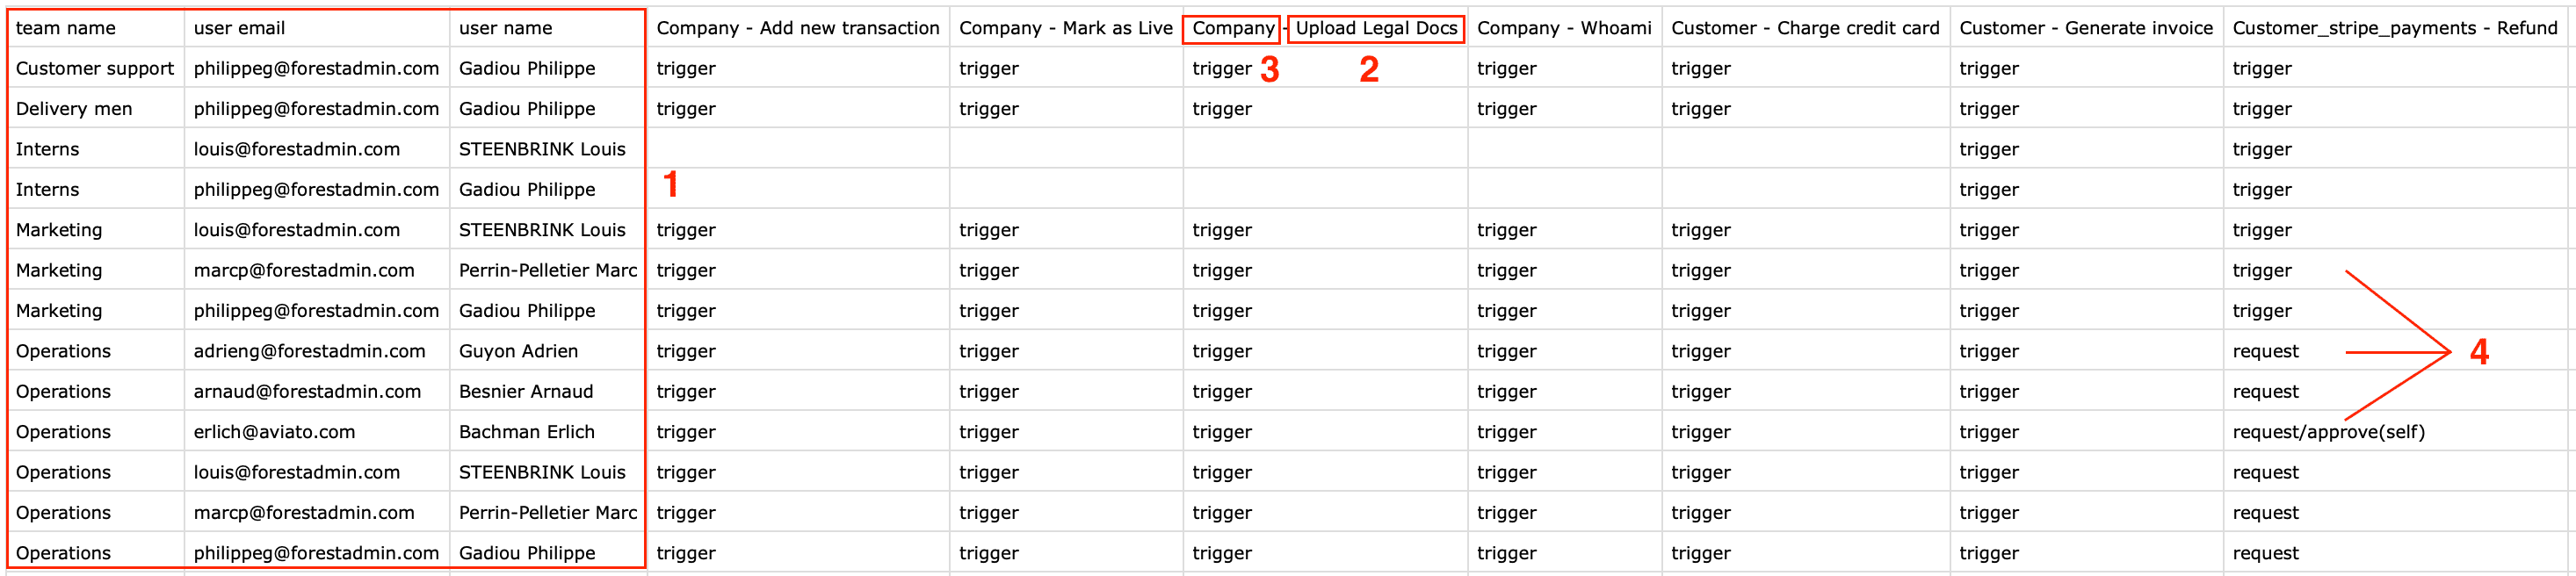 team name user email user name Company - Add new transaction Company - Mark as Live Company - Upload Legal Docs Company - Whoami Customer - Charge credit card Customer - Generate invoice Customer_stripe_payments - Refund
Customer support philippeg@forestadmin.com Gadiou Philippe trigger trigger trigger 3 2 trigger trigger trigger trigger
Delivery men philippeg@forestadmin.com Gadiou Philippe trigger trigger trigger trigger trigger trigger trigger
Interns louis@forestadmin.com STEENBRINK Louis trigger trigger
Interns philippeg@forestadmin.com Gadiou Philippe 1 trigger trigger
Marketing louis@forestadmin.com STEENBRINK Louis trigger trigger trigger trigger trigger trigger trigger
Marketing marcp@forestadmin.com Perrin-Pelletier Marc trigger trigger trigger trigger trigger trigger trigger
Marketing philippeg@forestadmin.com Gadiou Philippe trigger trigger trigger trigger trigger trigger trigger
Operations adrieng@forestadmin.com Guyon Adrien trigger trigger trigger trigger trigger trigger request 4
Operations arnaud@forestadmin.com Besnier Arnaud trigger trigger trigger trigger trigger trigger request
Operations erlich@aviato.com Bachman Erlich trigger trigger trigger trigger trigger trigger request/approve(self)
Operations louis@forestadmin.com STEENBRINK Louis trigger trigger trigger trigger trigger trigger request
Operations marcp@forestadmin.com Perrin-Pelletier Marc trigger trigger trigger trigger trigger trigger request
Operations philippeg@forestadmin.com Gadiou Philippe trigger trigger trigger trigger trigger trigger request